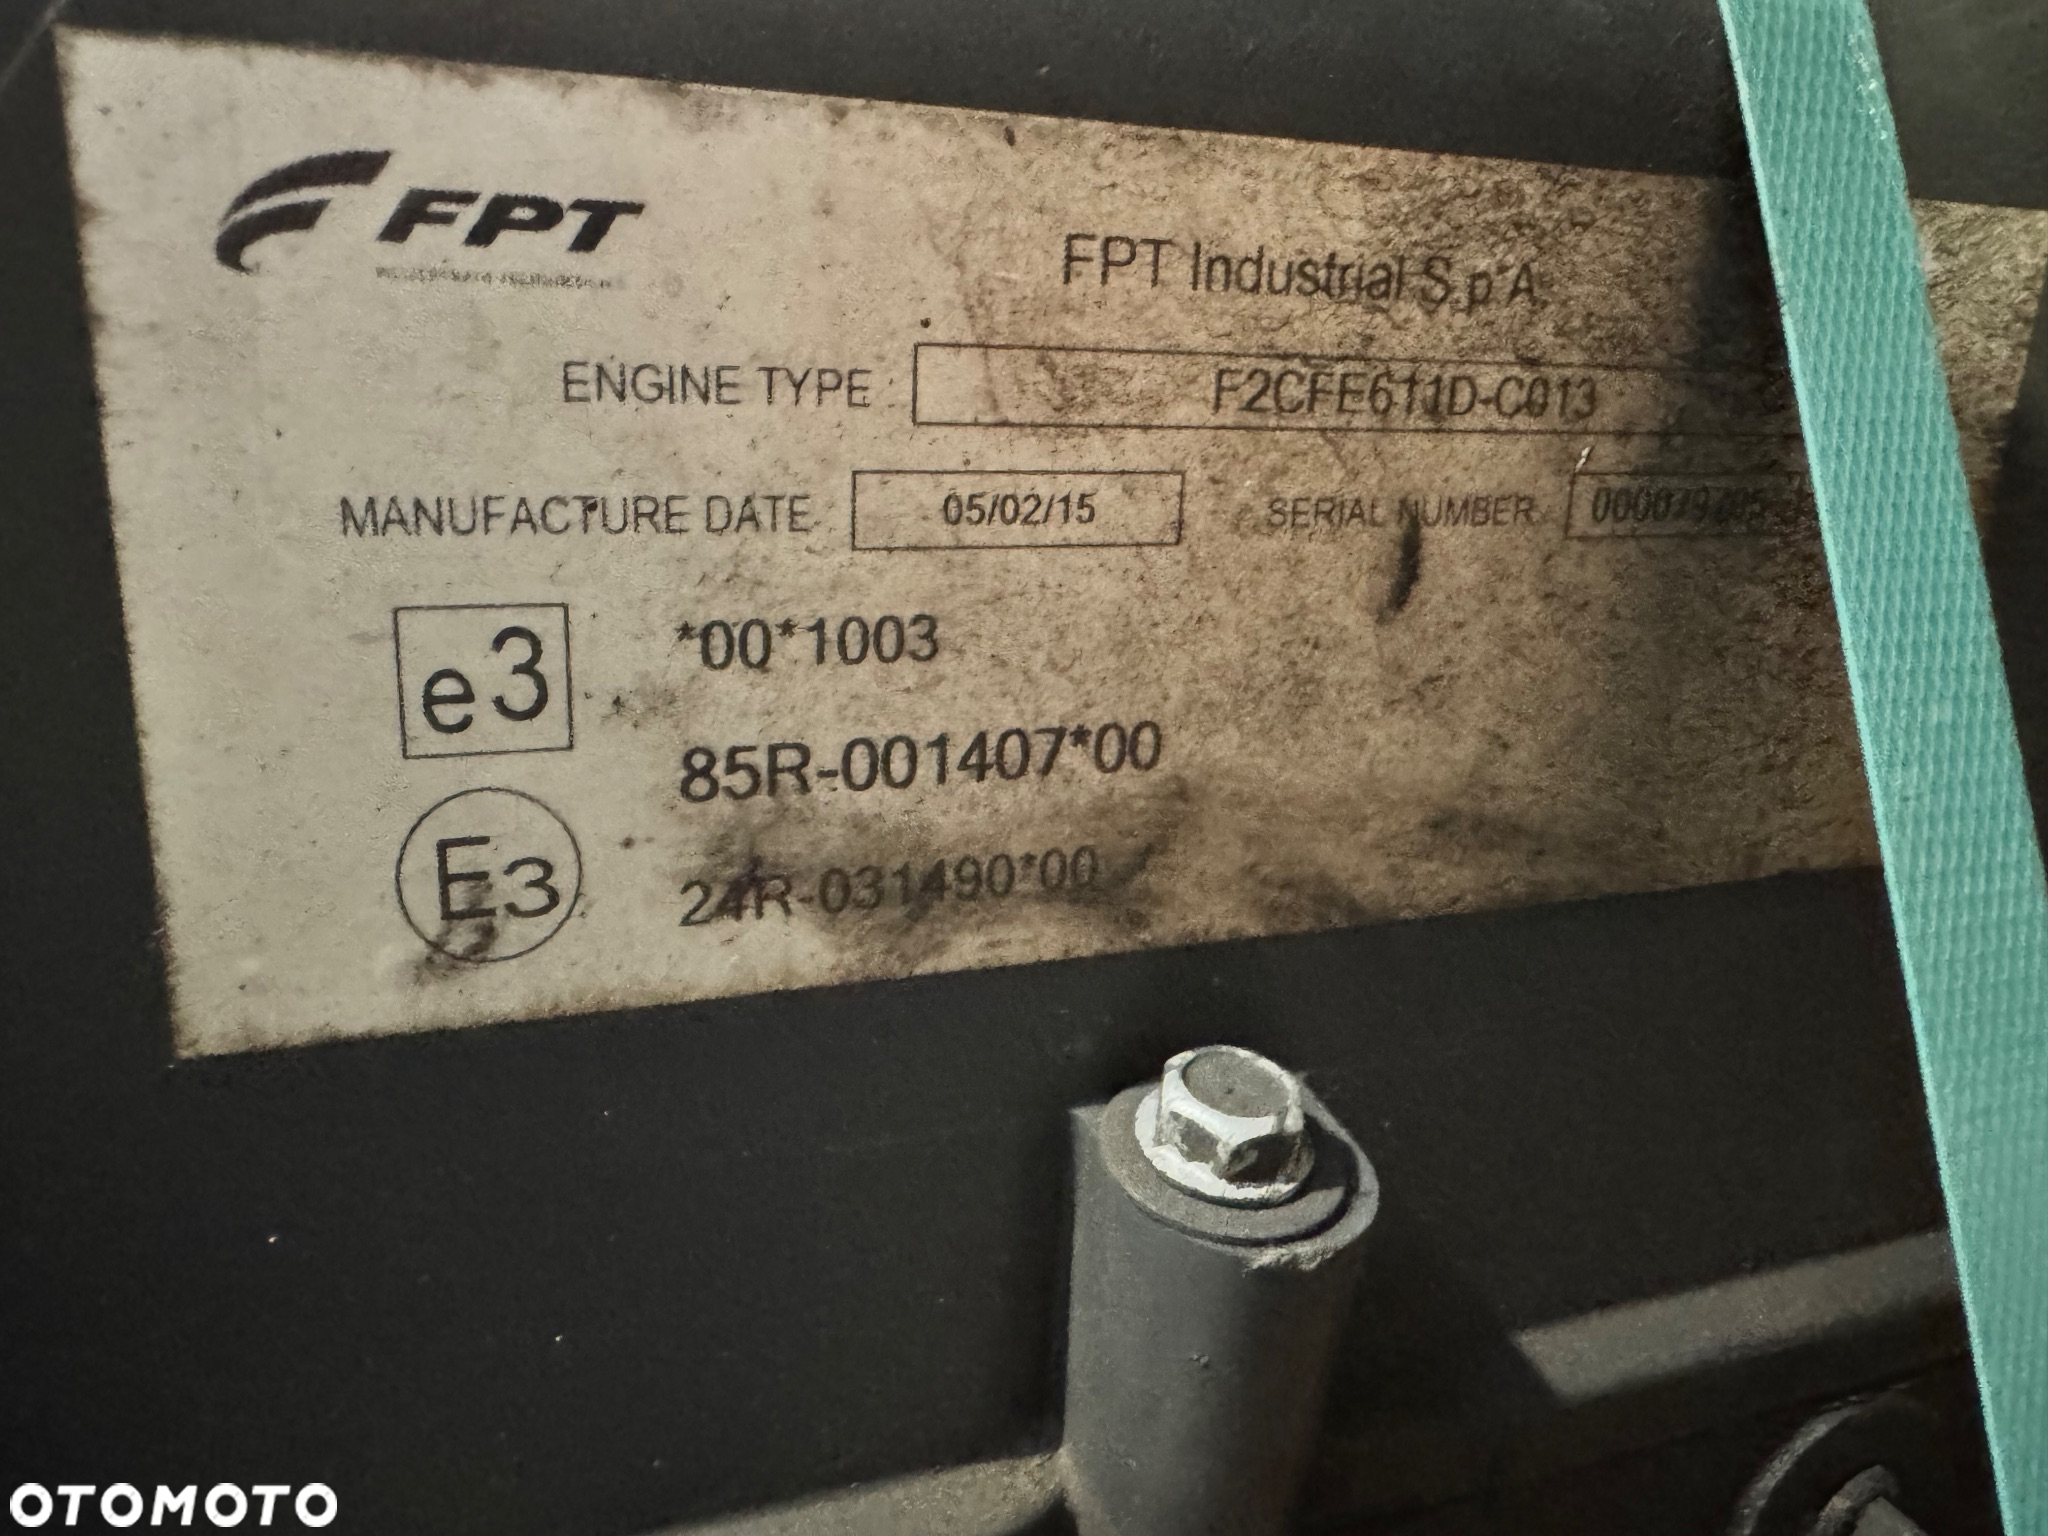 FPT
FPT Industrial S.p.A.
ENGINE TYPE F2CFE611D-C013
MANUFACTURE DATE 05/02/15 SERIAL NUMBER
e3 *00*1003
85R-001407*00
E3 24R-031490*00
OTOMOTO